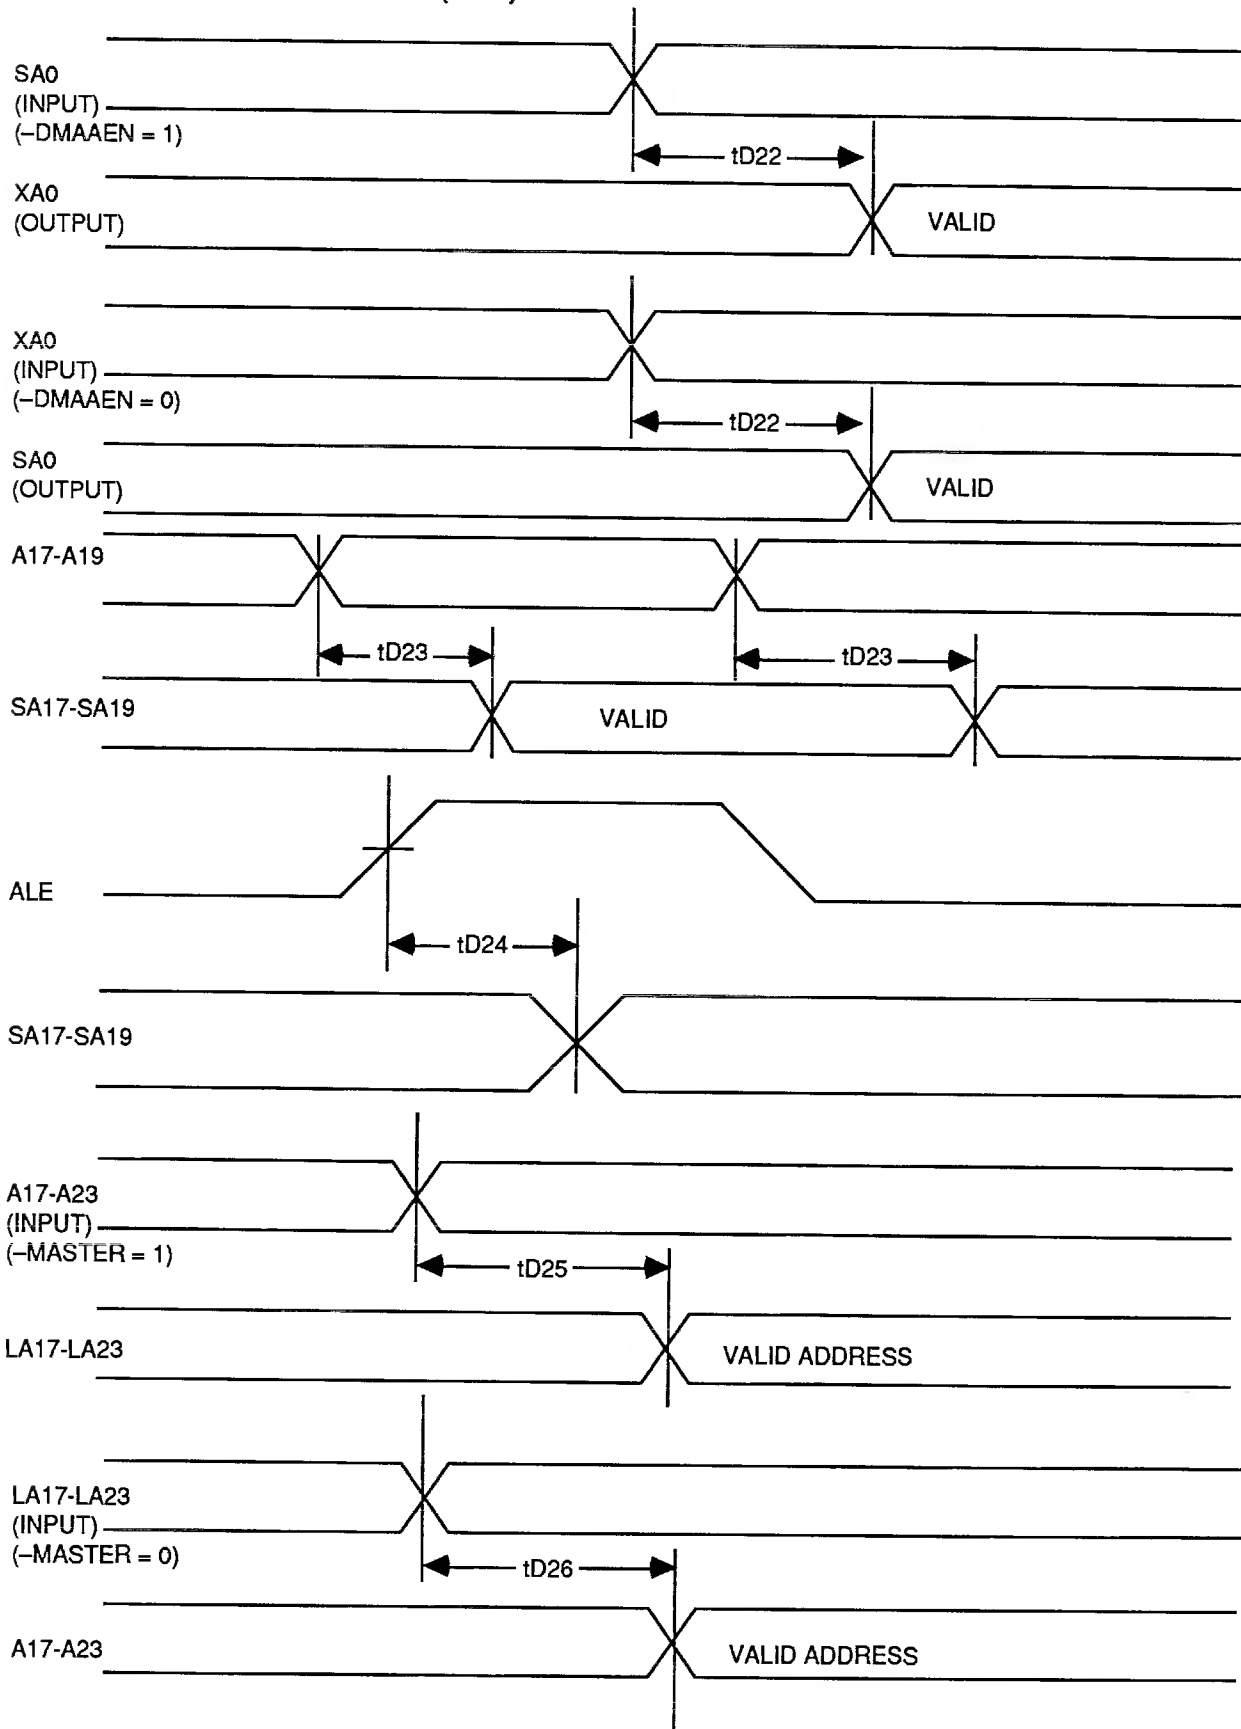 SA0
(INPUT)
(–DMAAEN = 1)
tD22
XA0
(OUTPUT)
VALID
XA0
(INPUT)
(–DMAAEN = 0)
tD22
SA0
(OUTPUT)
VALID
A17-A19
tD23
tD23
SA17-SA19
VALID
ALE
tD24
SA17-SA19
A17-A23
(INPUT)
(–MASTER = 1)
tD25
LA17-LA23
VALID ADDRESS
LA17-LA23
(INPUT)
(–MASTER = 0)
tD26
A17-A23
VALID ADDRESS